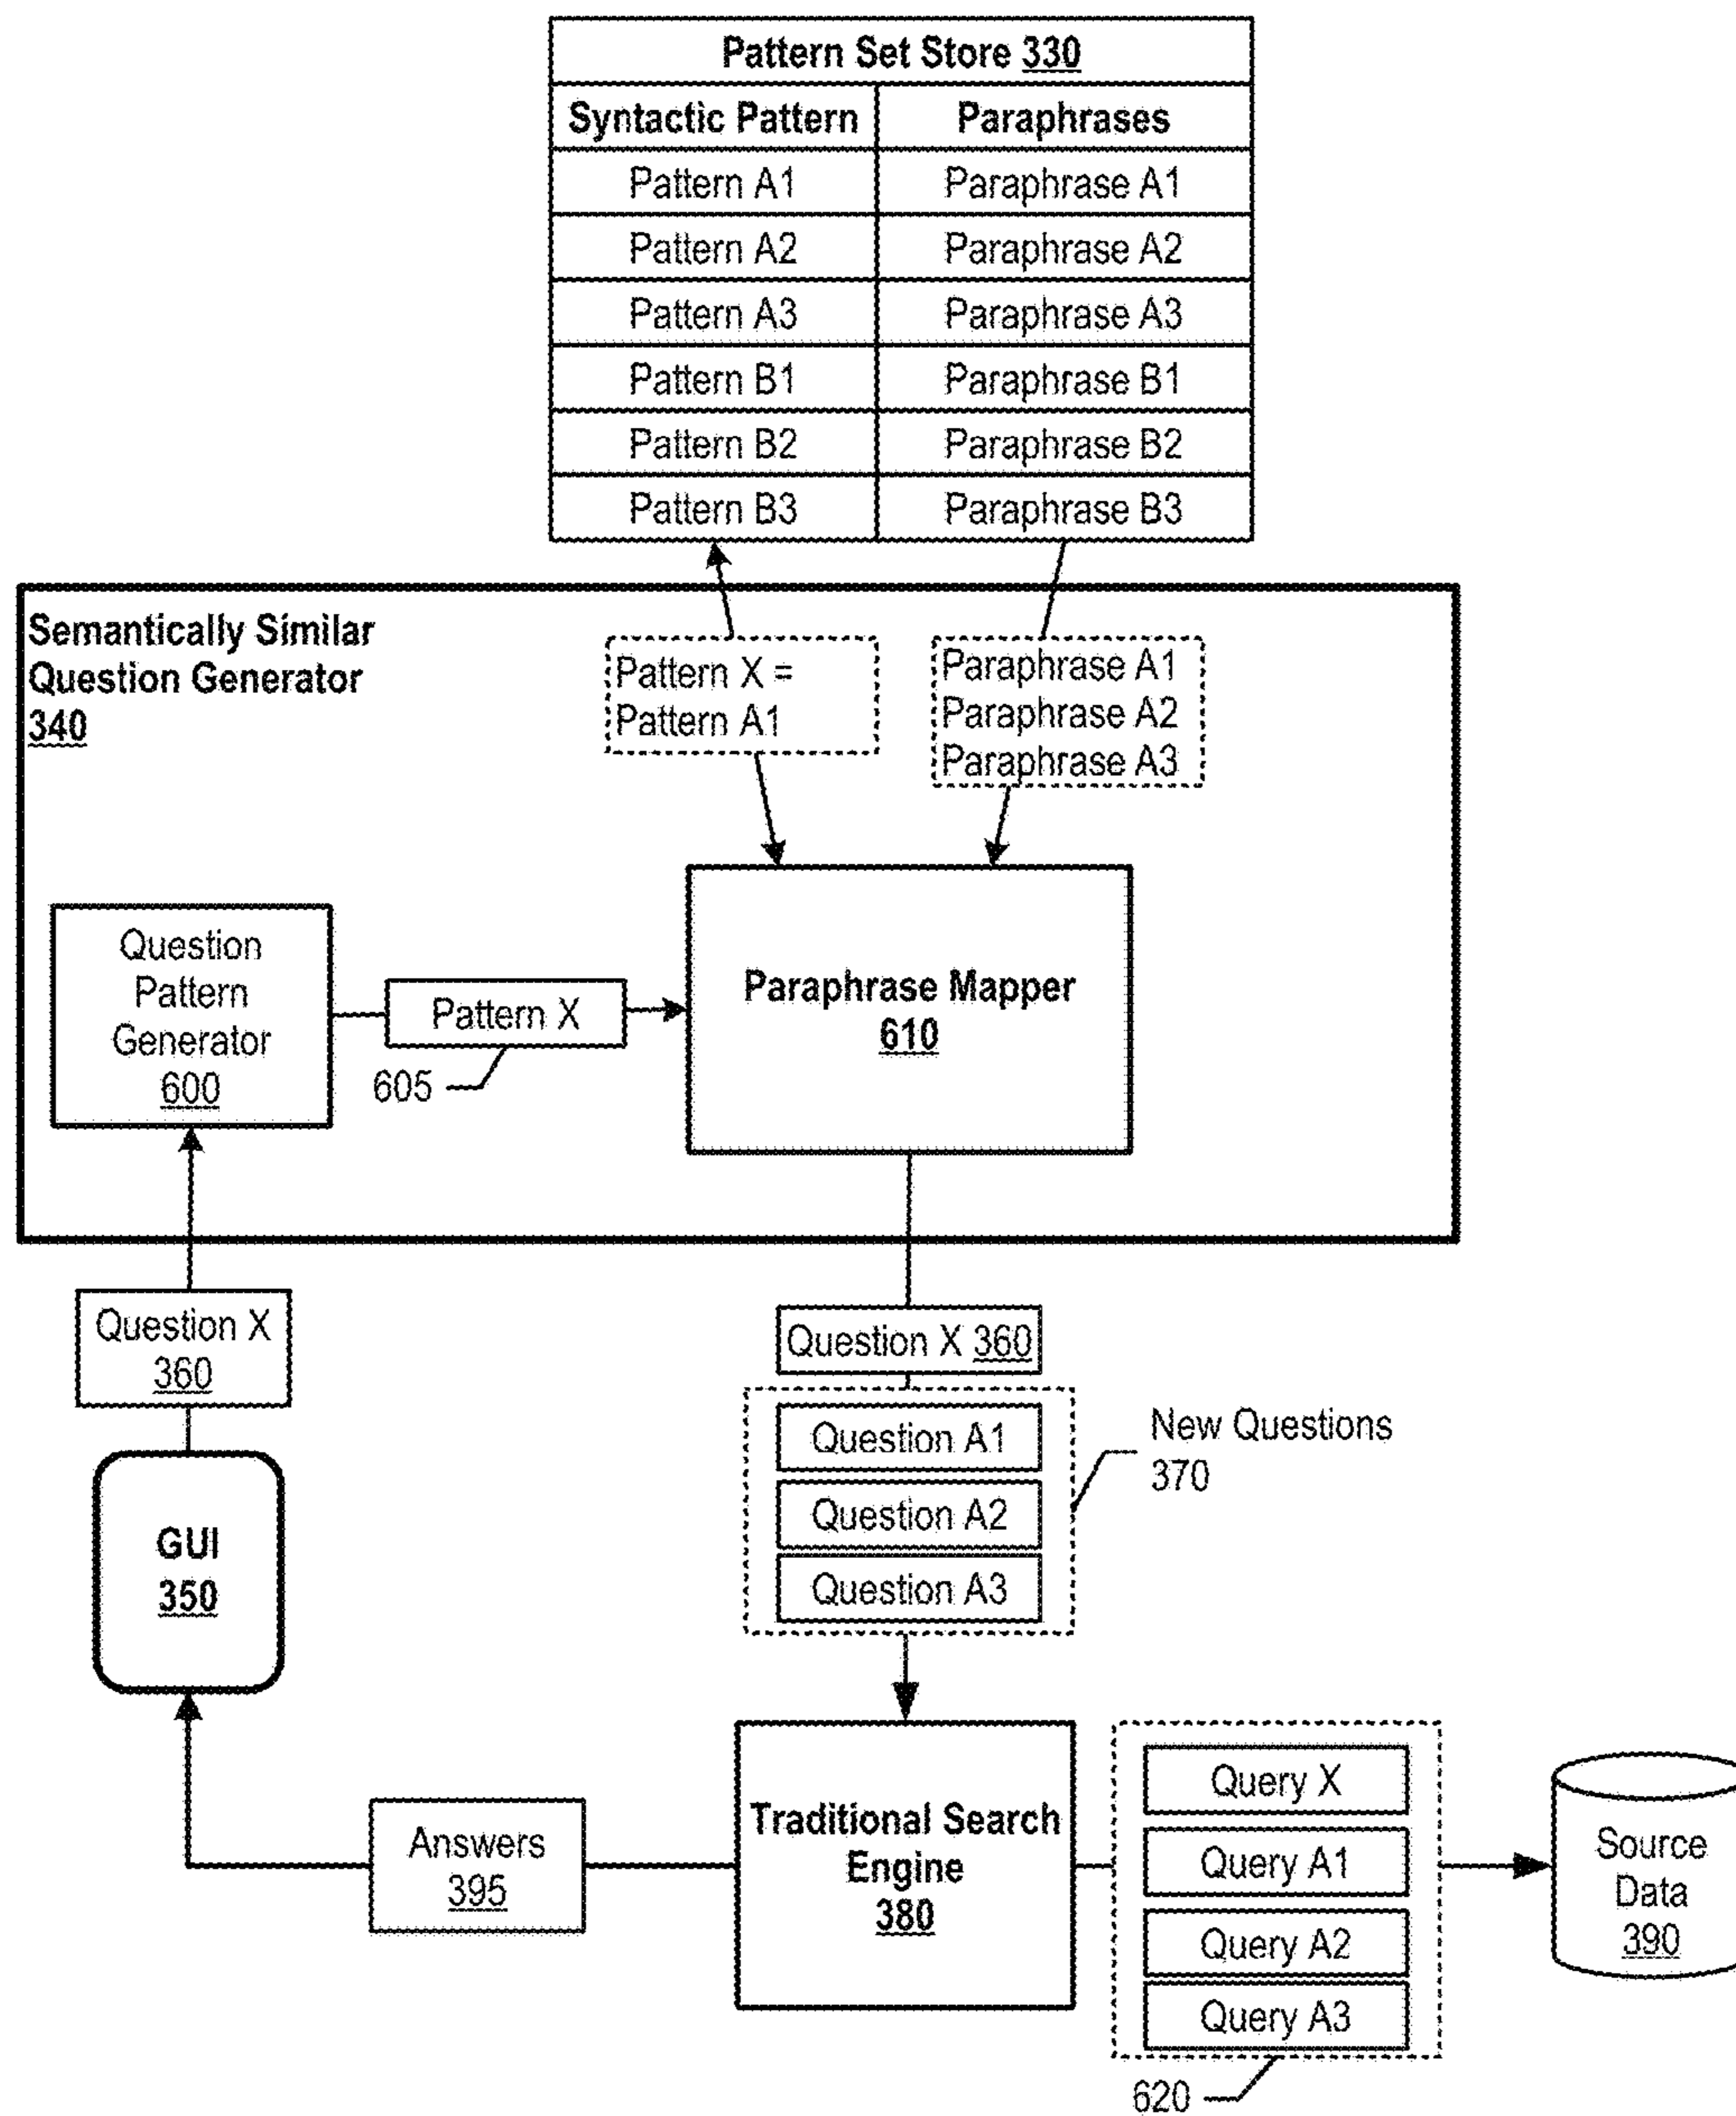 Pattern Set Store 330
Syntactic Pattern
Paraphrases
Pattern A1
Paraphrase A1
Pattern A2
Paraphrase A2
Pattern A3
Paraphrase A3
Pattern B1
Paraphrase B1
Pattern B2
Paraphrase B2
Pattern B3
Paraphrase B3
Semantically Similar
Question Generator
340
Pattern X =
Pattern A1
Paraphrase A1
Paraphrase A2
Paraphrase A3
Question
Pattern
Generator
600
Pattern X
605
Paraphrase Mapper
610
Question X
360
Question X 360
Question A1
Question A2
Question A3
New Questions
370
GUI
350
Answers
395
Traditional Search
Engine
380
Query X
Query A1
Query A2
Query A3
620
Source
Data
390